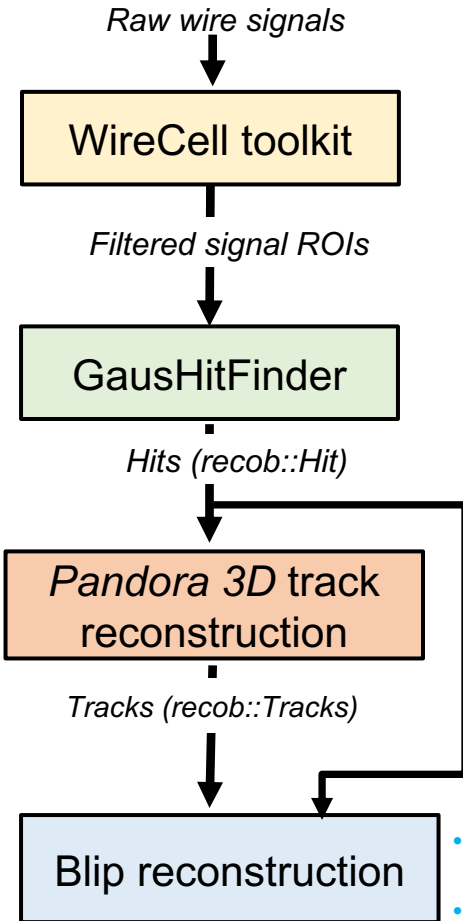 Raw wire signals
WireCell toolkit
Filtered signal ROIs
GausHitFinder
Hits (recob::Hit)
Pandora 3D track
reconstruction
Tracks (recob::Tracks)
Blip reconstruction